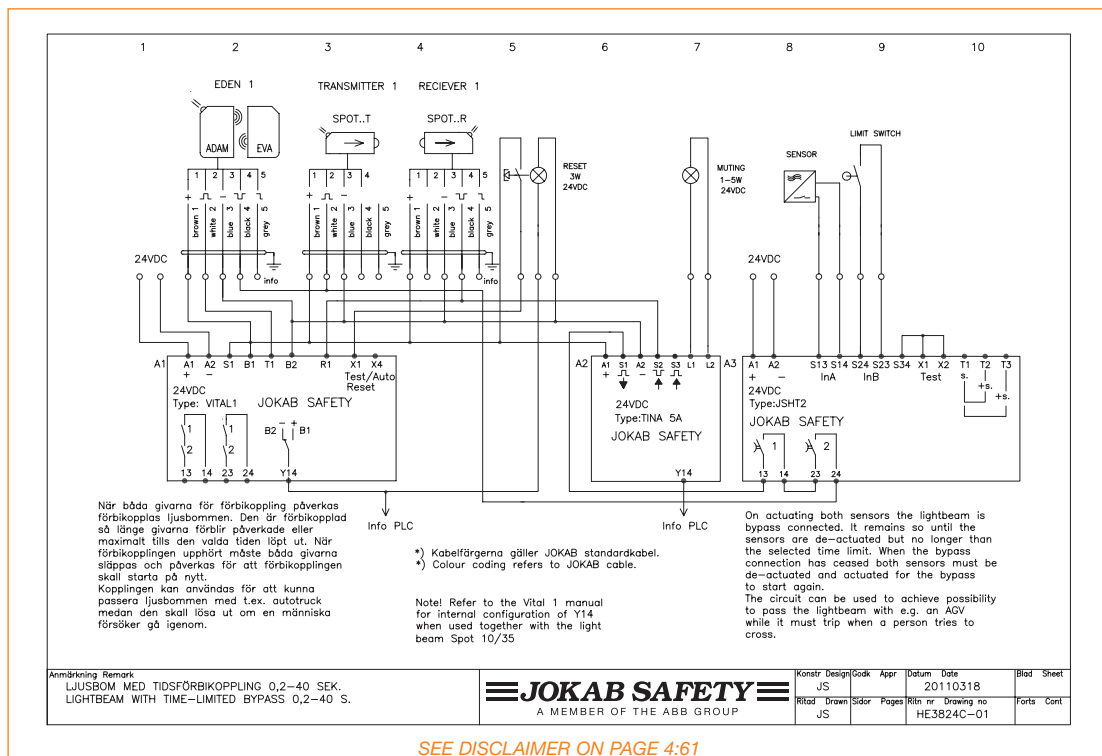 1 2 3 4 5 6 7 8 9 10
EDEN 1
TRANSMITTER 1
RECIEVER 1
ADAM
EVA
SPOT..T
SPOT..R
RESET
3W
24VDC
MUTING
1-5W
24VDC
SENSOR
LIMIT SWITCH
1 2 3 4 5
1 2 3 4
1 2 3 4 5
+ -
+ -
+ -
brown 1
white 2
blue 3
black 4
grey 5
brown 1
white 2
blue 3
brown 1
white 2
blue 3
black 4
grey 5
24VDC
info
info
24VDC
A1
A1 A2 S1 B1 T1 B2 R1 X1 X4
+ -
Test/Auto
Reset
24VDC
Type: VITAL1
JOKAB SAFETY
1
2
1
2
B2 - + B1
13 14 23 24 Y14
A2
A1 S1 A2 S2 S3 L1 L2
+ -
24VDC
Type:TINA 5A
JOKAB SAFETY
Y14
A3
A1 A2 S13 S14 S24 S23 S34 X1 X2 T1 T2 T3
+ - InA InB Test s. +s. +s.
24VDC
Type:JSHT2
JOKAB SAFETY
1
2
13 14 23 24
Info PLC
Info PLC
När båda givarna för förbikoppling påverkas
förbikopplas ljusbommen. Den är förbikopplad
så länge givarna förblir påverkade eller
maximalt tills den valda tiden löpt ut. När
förbikopplingen upphört måste båda givarna
släppas och påverkas för att förbikopplingen
skall starta på nytt.
Kopplingen kan användas för att kunna
passera ljusbommen med t.ex. autotruck
medan den skall lösa ut om en människa
försöker gå igenom.
*) Kabelfärgerna gäller JOKAB standardkabel.
*) Colour coding refers to JOKAB cable.
Note! Refer to the Vital 1 manual
for internal configuration of Y14
when used together with the light
beam Spot 10/35
On actuating both sensors the lightbeam is
bypass connected. It remains so until the
sensors are de-actuated but no longer than
the selected time limit. When the bypass
connection has ceased both sensors must be
de-actuated and actuated for the bypass
to start again.
The circuit can be used to achieve possibility
to pass the lightbeam with e.g. an AGV
while it must trip when a person tries to
cross.
Anmärkning Remark
LJUSBOM MED TIDSFÖRBIKOPPLING 0,2-40 SEK.
LIGHTBEAM WITH TIME-LIMITED BYPASS 0,2-40 S.
JOKAB SAFETY
A MEMBER OF THE ABB GROUP
Konstr Design
JS
Godk Appr
Datum Date
20110318
Blad Sheet
Ritad Drawn
JS
Sidor Pages
Ritn nr Drawing no
HE3824C-01
Forts Cont
SEE DISCLAIMER ON PAGE 4:61